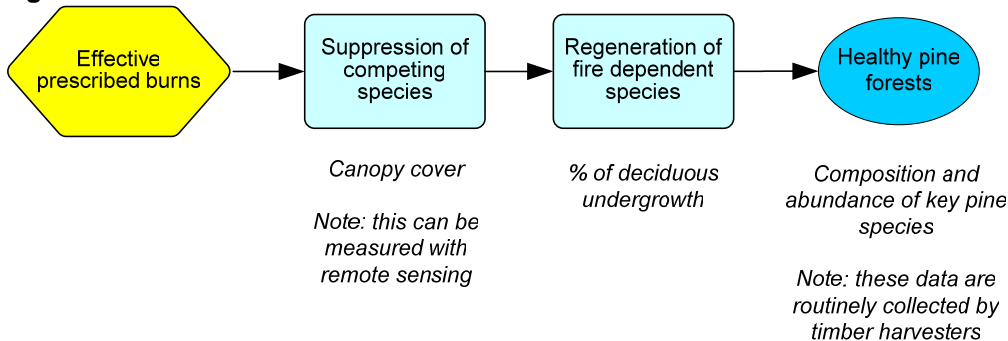 Effective
prescribed burns
Suppression of
competing
species
Regeneration of
fire dependent
species
Healthy pine
forests
Canopy cover
Note: this can be
measured with
remote sensing
% of deciduous
undergrowth
Composition and
abundance of key pine
species
Note: these data are
routinely collected by
timber harvesters